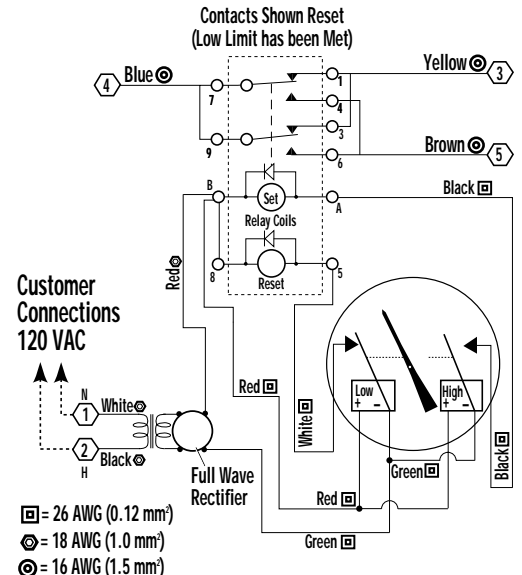 Contacts Shown Reset
(Low Limit has been Met)
Blue
Yellow
4
3
7
1
4
9
3
6
Brown
5
B
Set
A
Black
Relay Coils
Red
8
Reset
5
Customer
Connections
120 VAC
N
1
White
2
Black
H
Full Wave
Rectifier
Red
White
Low
+ −
High
+ −
Black
Green
Red
Green
= 26 AWG (0.12 mm²)
= 18 AWG (1.0 mm²)
= 16 AWG (1.5 mm²)